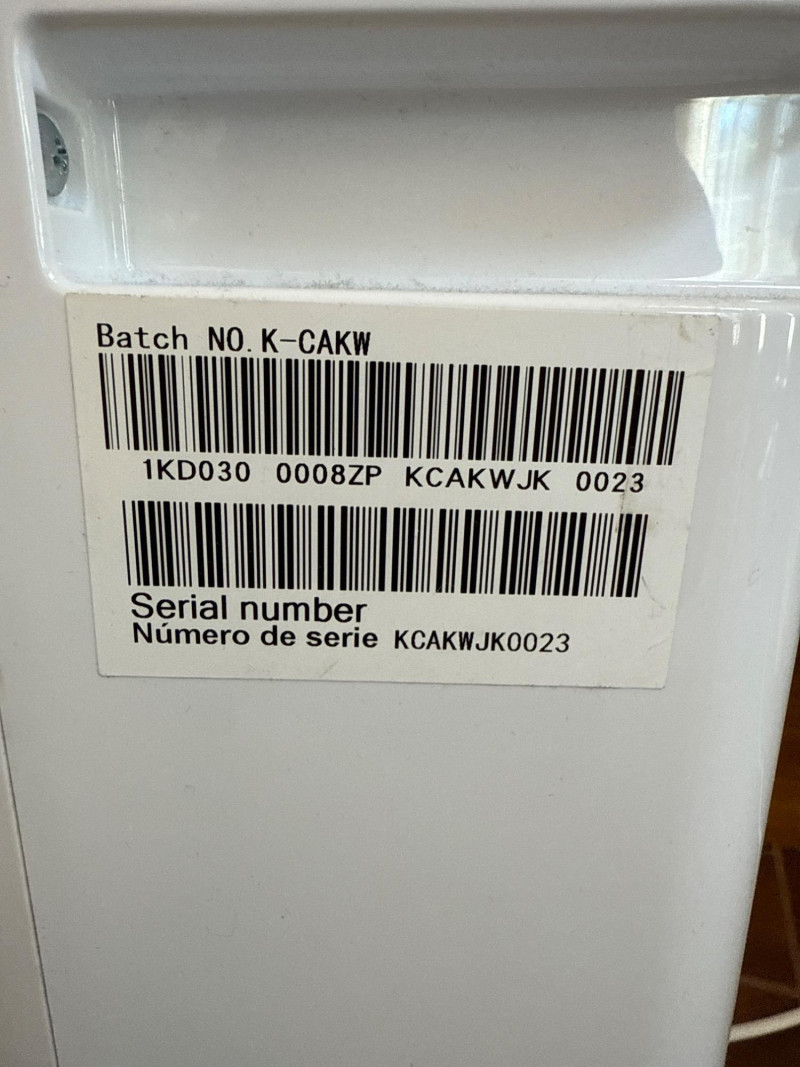 Batch NO. K-CAKW
1KD030 0008ZP KCAKWJK 0023
Serial number
Número de serie KCAKWJK0023